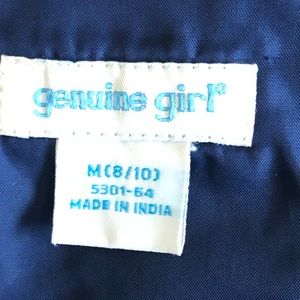 genuine girl®
M(8/10)
5301-64
MADE IN INDIA